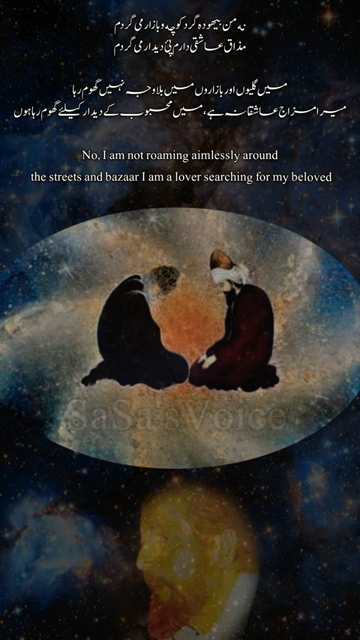 نہ من بیہودہ گرد کوچہ و بازار می گردم
مذاق عاشقی دارم پئ دیدار می گردم
میں گلیوں اور بازاروں میں بلاوجہ نہیں گھوم رہا
میرا مزاج عاشقانہ ہے، میں محبوب کے دیدار کیلئے گھوم رہا ہوں
No, I am not roaming aimlessly around
the streets and bazaar I am a lover searching for my beloved
SaSa'sVoice